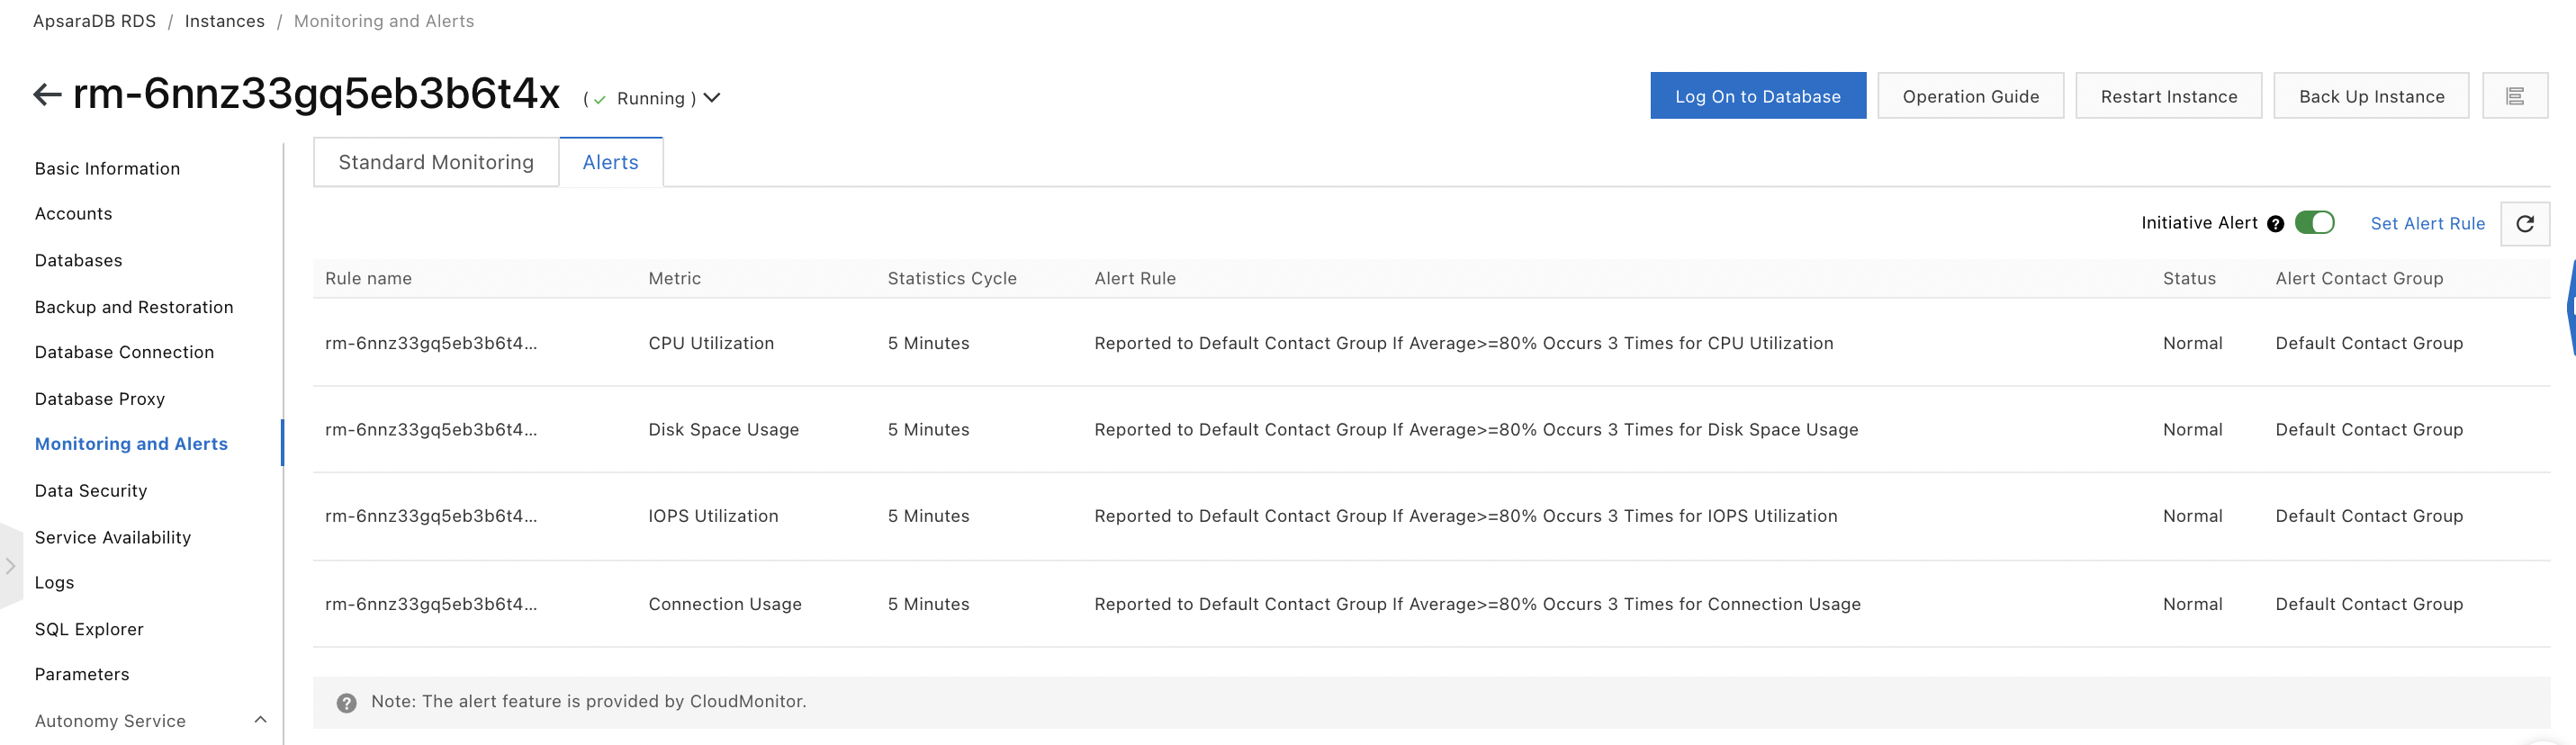 ApsaraDB RDS / Instances / Monitoring and Alerts
rm-6nnz33gq5eb3b6t4x ( Running )
Log On to Database
Operation Guide
Restart Instance
Back Up Instance
Basic Information
Accounts
Databases
Backup and Restoration
Database Connection
Database Proxy
Monitoring and Alerts
Data Security
Service Availability
Logs
SQL Explorer
Parameters
Autonomy Service
Standard Monitoring
Alerts
Initiative Alert
Set Alert Rule
Rule name Metric Statistics Cycle Alert Rule Status Alert Contact Group
rm-6nnz33gq5eb3b6t4... CPU Utilization 5 Minutes Reported to Default Contact Group If Average>=80% Occurs 3 Times for CPU Utilization Normal Default Contact Group
rm-6nnz33gq5eb3b6t4... Disk Space Usage 5 Minutes Reported to Default Contact Group If Average>=80% Occurs 3 Times for Disk Space Usage Normal Default Contact Group
rm-6nnz33gq5eb3b6t4... IOPS Utilization 5 Minutes Reported to Default Contact Group If Average>=80% Occurs 3 Times for IOPS Utilization Normal Default Contact Group
rm-6nnz33gq5eb3b6t4... Connection Usage 5 Minutes Reported to Default Contact Group If Average>=80% Occurs 3 Times for Connection Usage Normal Default Contact Group
Note: The alert feature is provided by CloudMonitor.